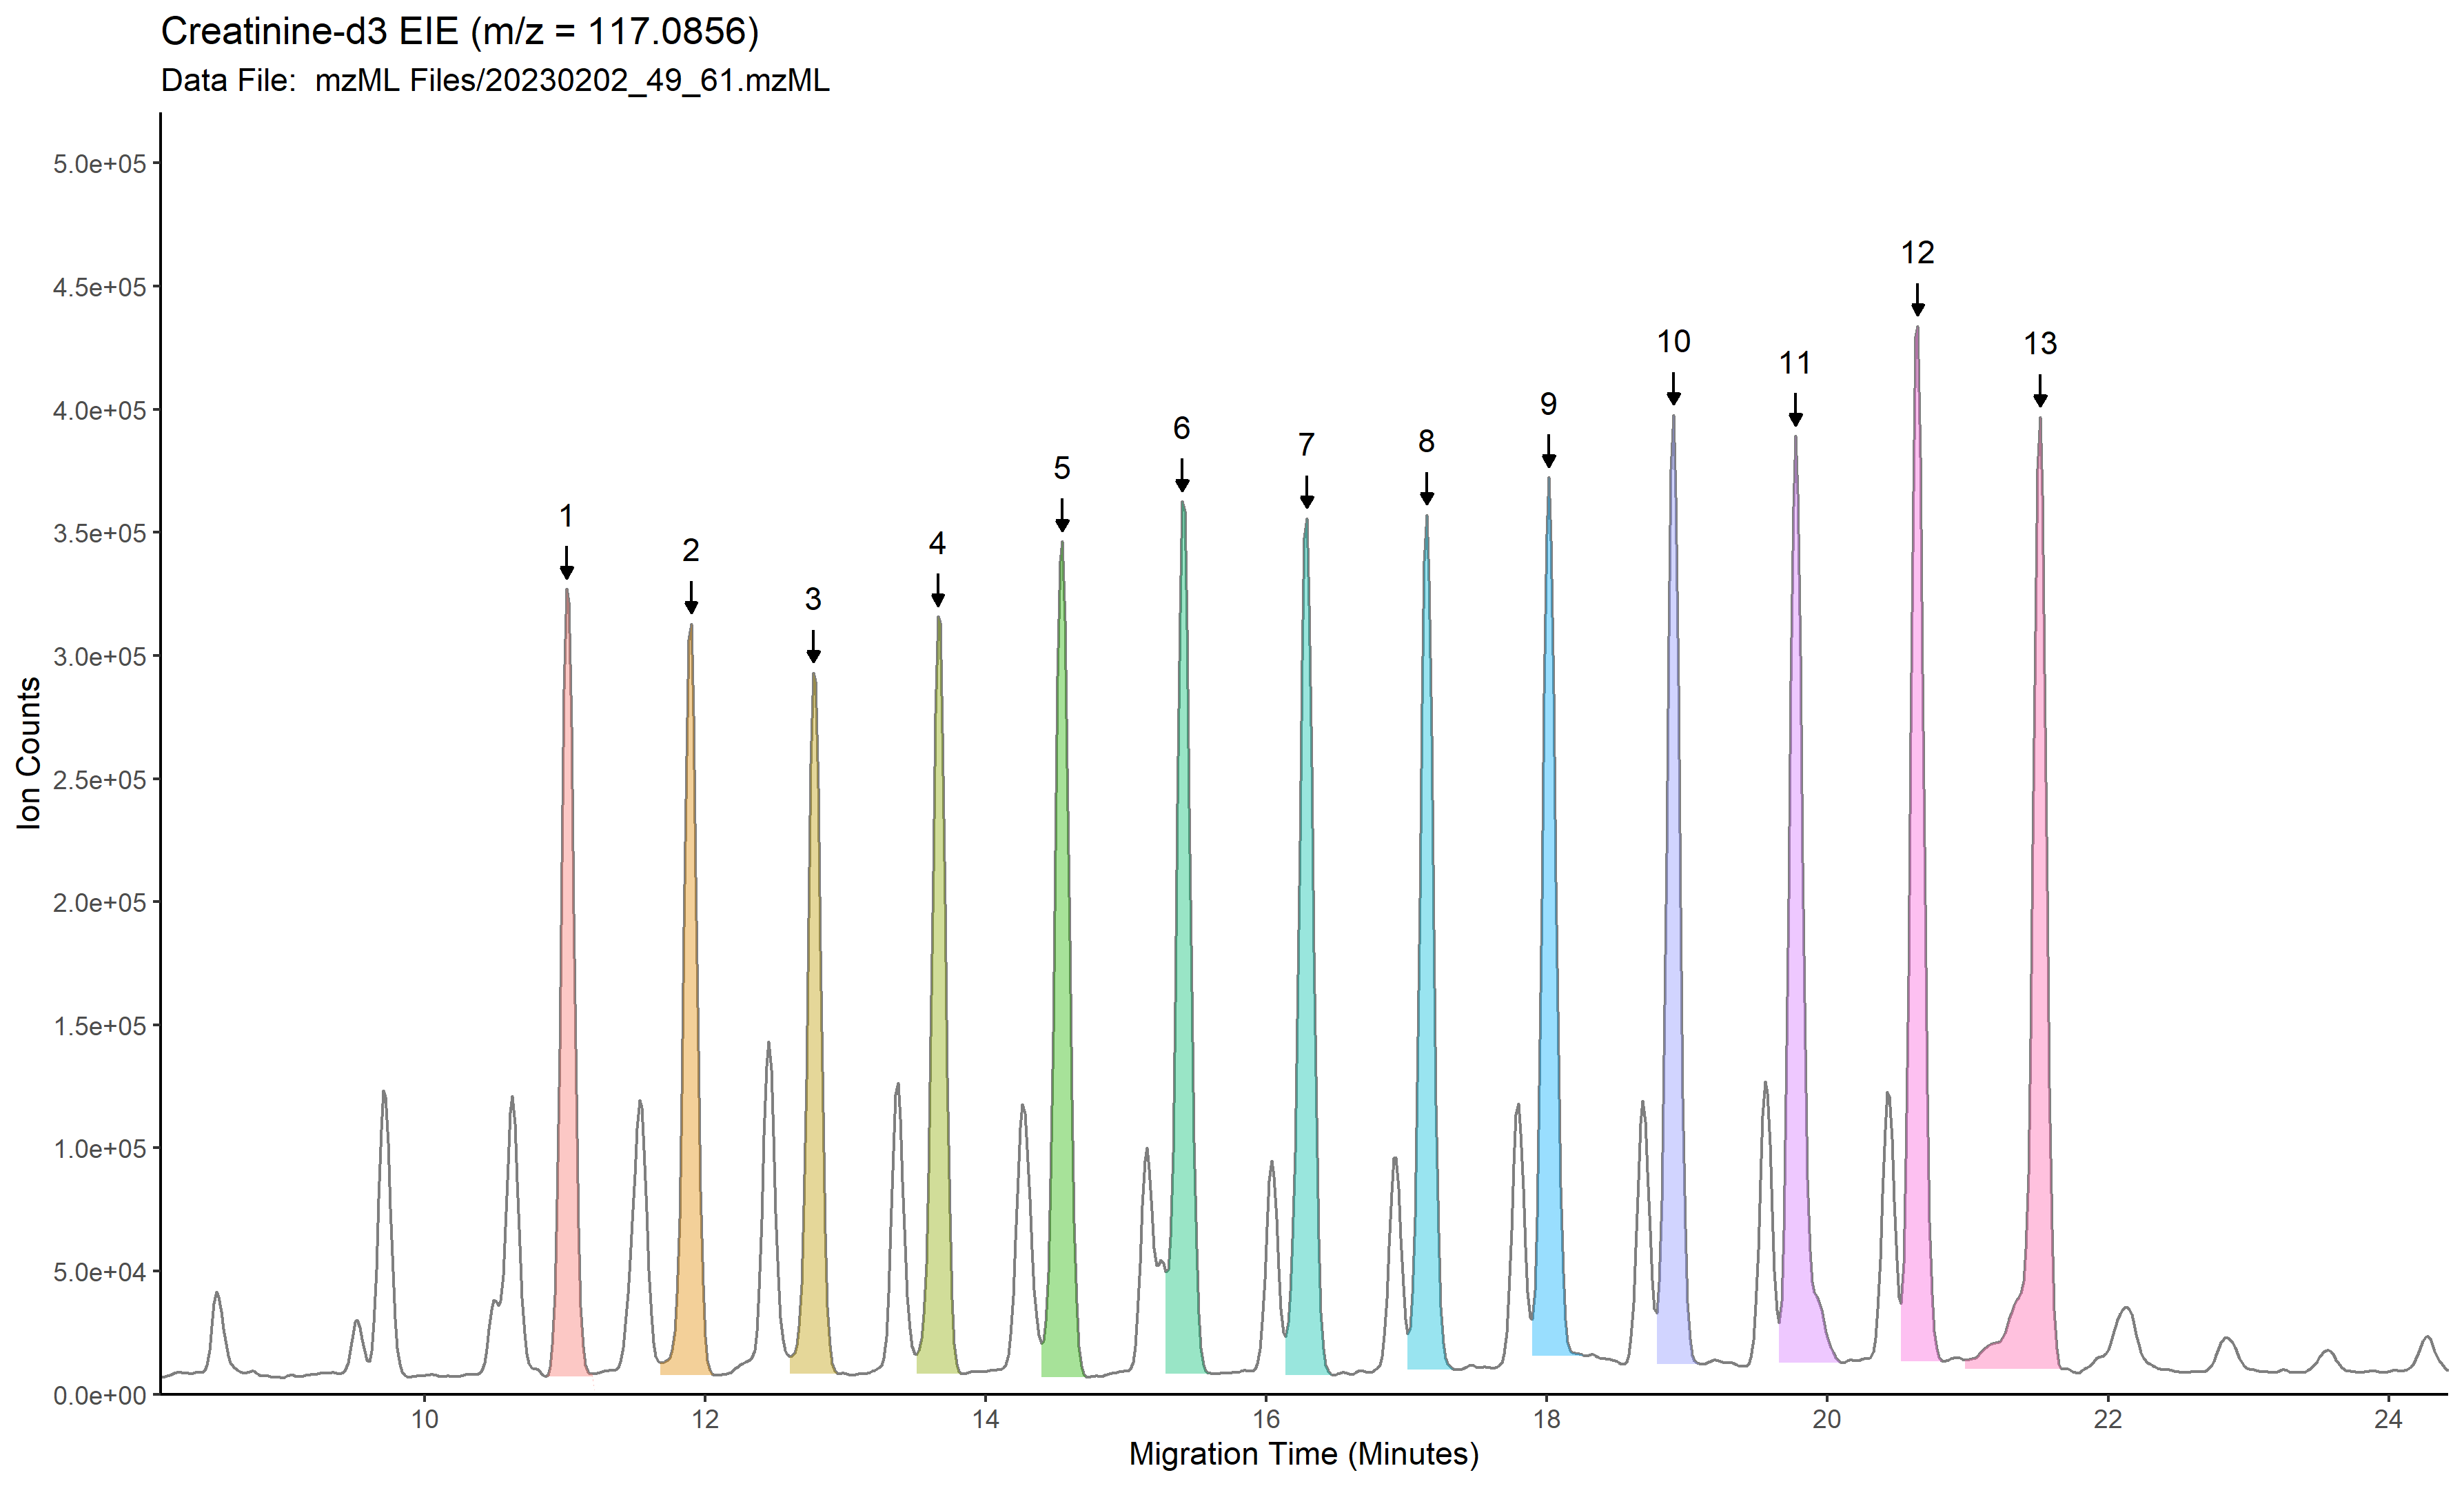 Creatinine-d3 EIE (m/z = 117.0856)
Data File:  mzML Files/20230202_49_61.mzML
Ion Counts
5.0e+05
4.5e+05
4.0e+05
3.5e+05
3.0e+05
2.5e+05
2.0e+05
1.5e+05
1.0e+05
5.0e+04
0.0e+00
1
2
3
4
5
6
7
8
9
10
11
12
13
10 12 14 16 18 20 22 24
Migration Time (Minutes)